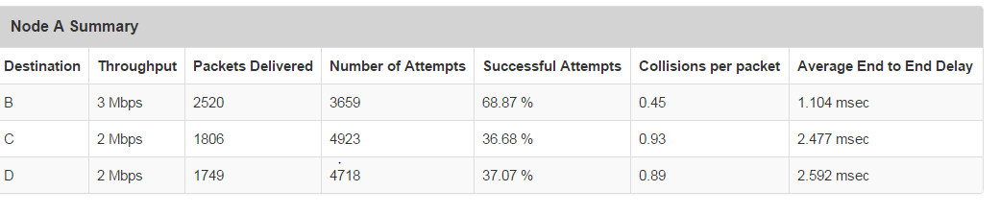 Node A Summary
Destination Throughput Packets Delivered Number of Attempts Successful Attempts Collisions per packet Average End to End Delay
B 3 Mbps 2520 3659 68.87 % 0.45 1.104 msec
C 2 Mbps 1806 4923 36.68 % 0.93 2.477 msec
D 2 Mbps 1749 4718 37.07 % 0.89 2.592 msec